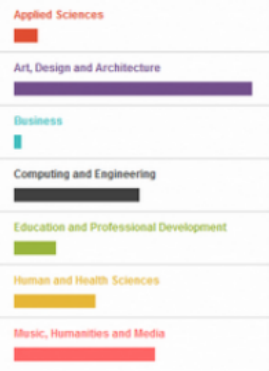 Applied Sciences
Art, Design and Architecture
Business
Computing and Engineering
Education and Professional Development
Human and Health Sciences
Music, Humanities and Media